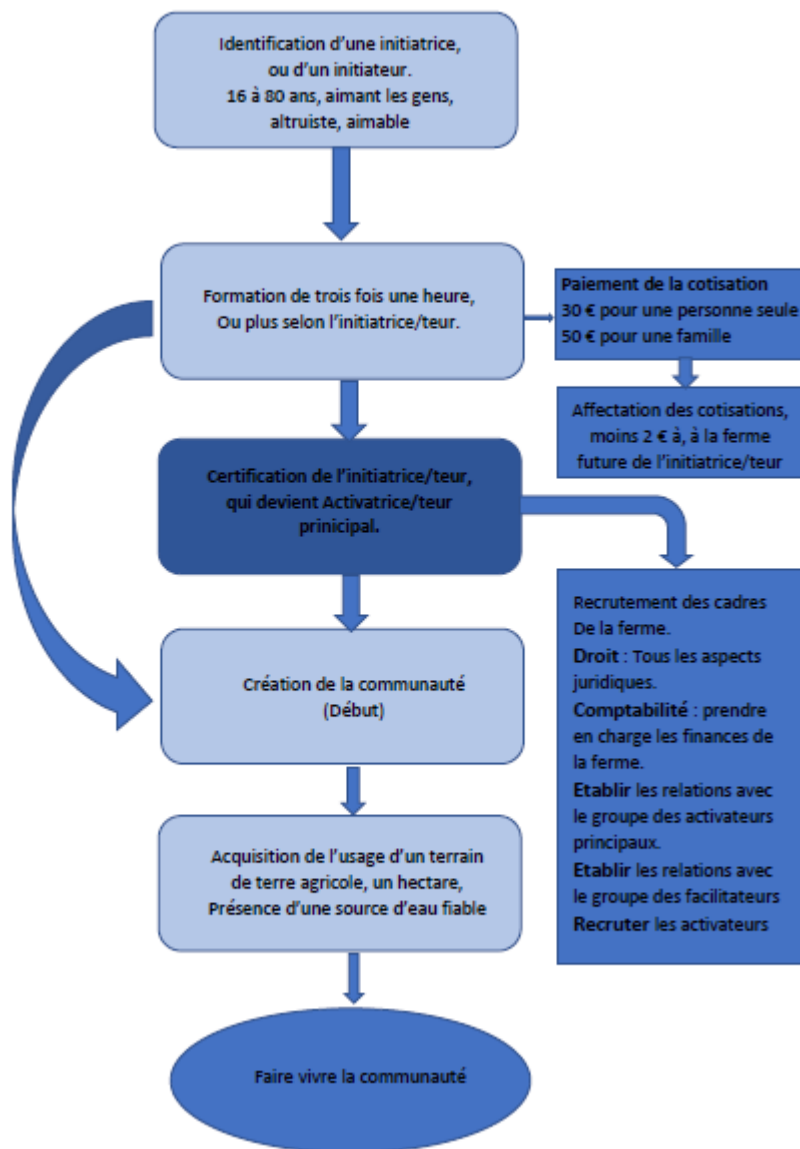 Identification d'une initiatrice,
ou d'un initiateur.
16 à 80 ans, aimant les gens,
altruiste, aimable
Formation de trois fois une heure,
Ou plus selon l'initiatrice/teur.
Paiement de la cotisation
30 € pour une personne seule
50 € pour une famille
Affectation des cotisations,
moins 2 € à, à la ferme
future de l'initiatrice/teur
Certification de l'initiatrice/teur,
qui devient Activatrice/teur
prinicipal.
Recrutement des cadres
De la ferme.
Droit : Tous les aspects
juridiques.
Comptabilité : prendre
en charge les finances de
la ferme.
Etablir les relations avec
le groupe des activateurs
principaux.
Etablir les relations avec
le groupe des facilitateurs
Recruter les activateurs
Création de la communauté
(Début)
Acquisition de l'usage d'un terrain
de terre agricole, un hectare,
Présence d'une source d'eau fiable
Faire vivre la communauté